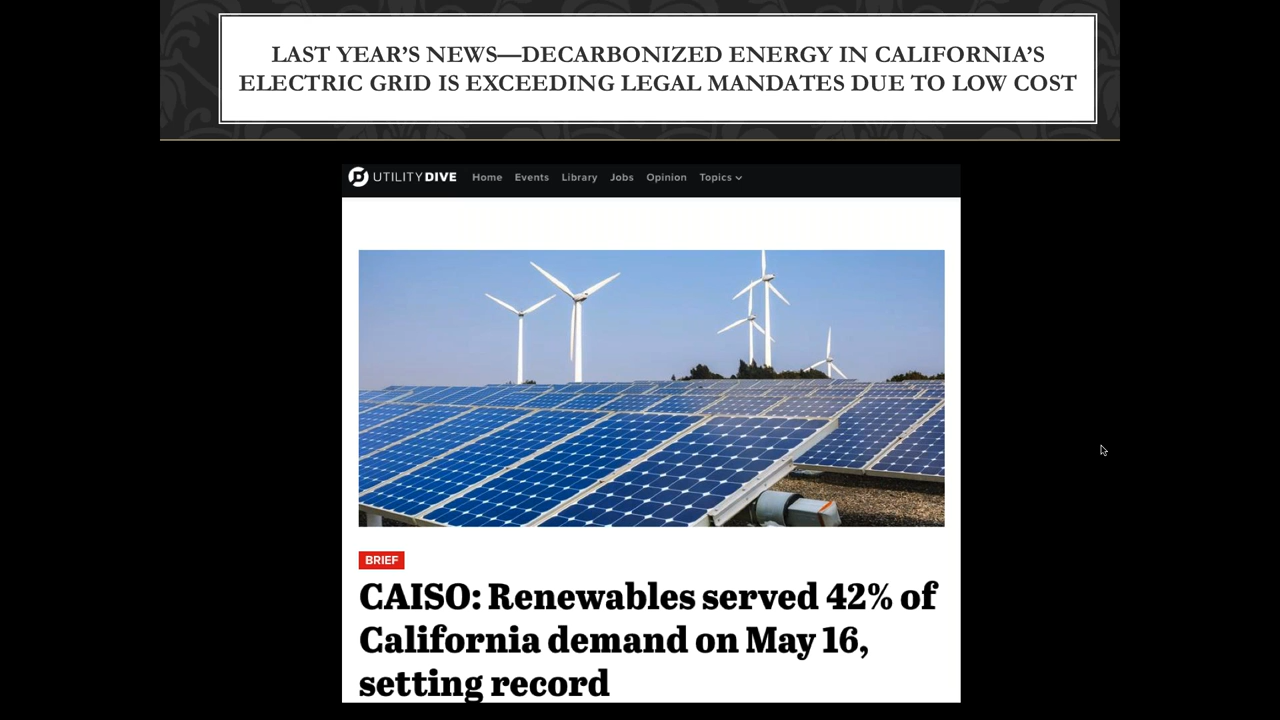 LAST YEAR’S NEWS—DECARBONIZED ENERGY IN CALIFORNIA’S
ELECTRIC GRID IS EXCEEDING LEGAL MANDATES DUE TO LOW COST
UTILITY DIVE Home Events Library Jobs Opinion Topics
BRIEF
CAISO: Renewables served 42% of
California demand on May 16,
setting record